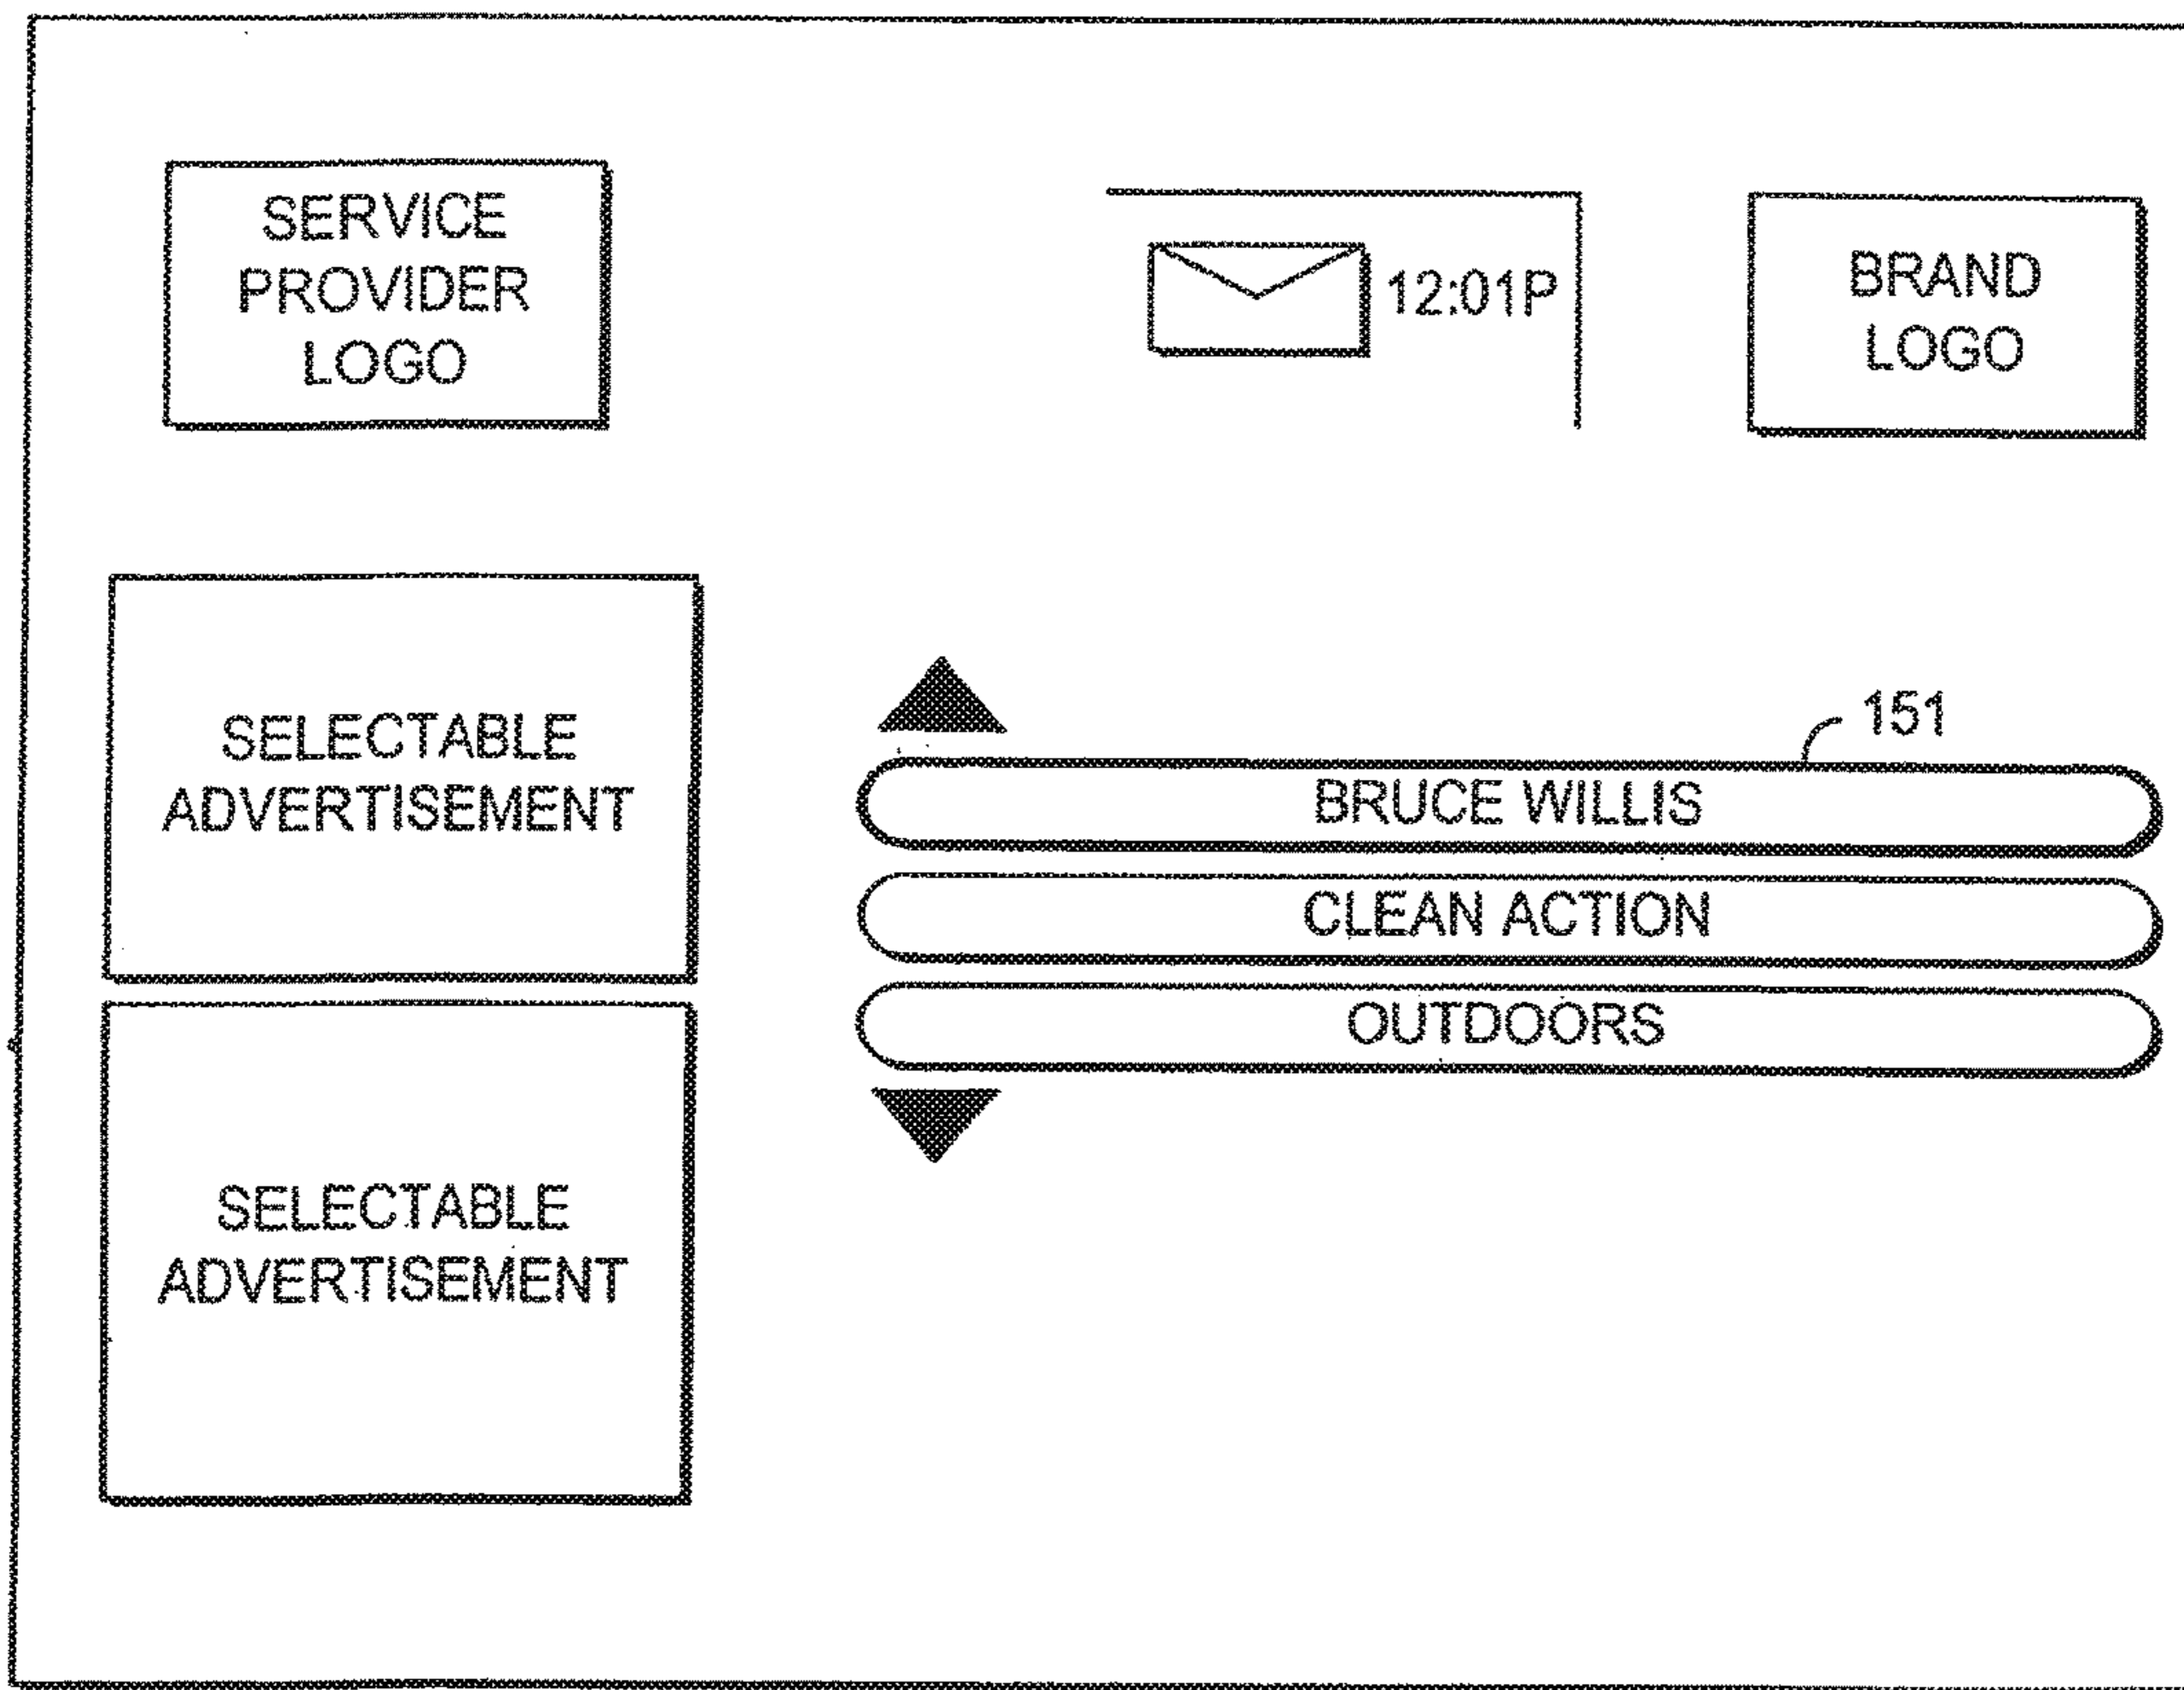 SERVICE
PROVIDER
LOGO
12:01P
BRAND
LOGO
SELECTABLE
ADVERTISEMENT
151
BRUCE WILLIS
CLEAN ACTION
OUTDOORS
SELECTABLE
ADVERTISEMENT